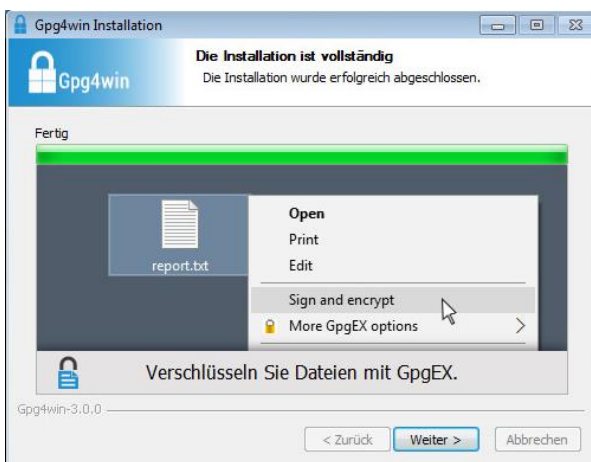 Gpg4win Installation
Die Installation ist vollständig
Die Installation wurde erfolgreich abgeschlossen.
Gpg4win
Fertig
Open
Print
report.txt
Edit
Sign and encrypt
More GpgEX options
Verschlüsseln Sie Dateien mit GpgEX.
Gpg4win-3.0.0
< Zurück Weiter > Abbrechen